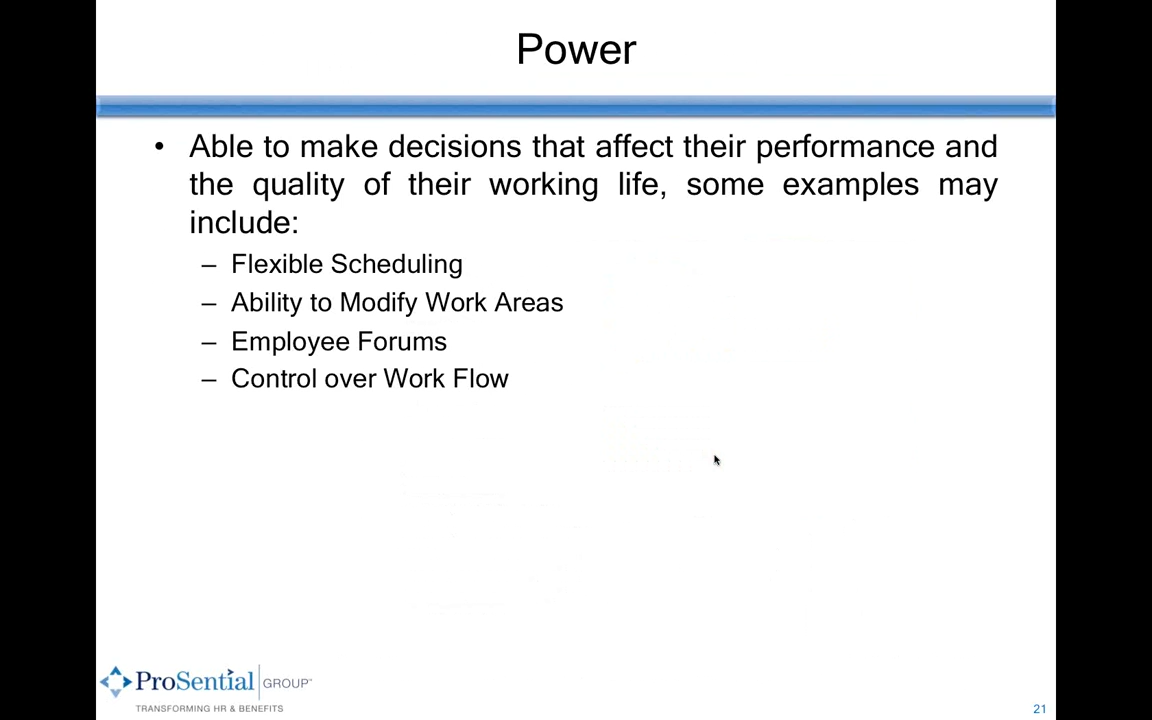 Power
• Able to make decisions that affect their performance and
the quality of their working life, some examples may
include:
– Flexible Scheduling
– Ability to Modify Work Areas
– Employee Forums
– Control over Work Flow
ProSential GROUP™
TRANSFORMING HR & BENEFITS
21